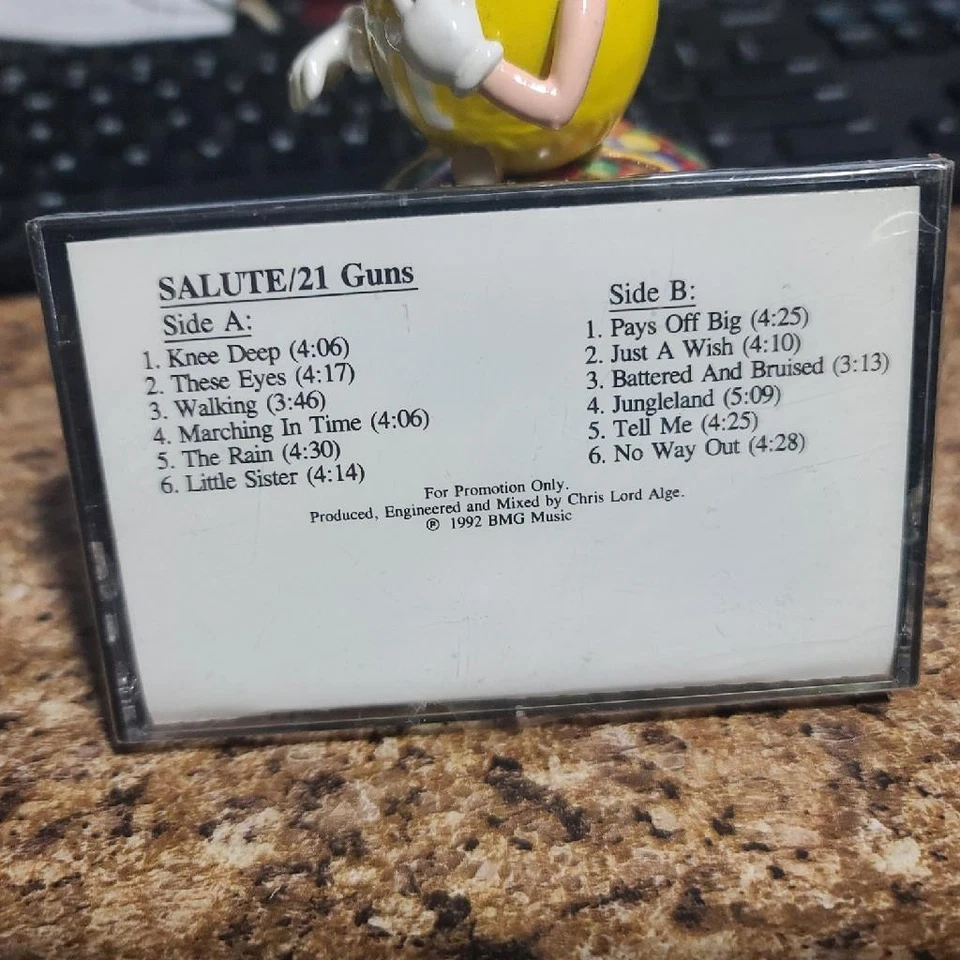 SALUTE/21 Guns
Side A:
1. Knee Deep (4:06)
2. These Eyes (4:17)
3. Walking (3:46)
4. Marching In Time (4:06)
5. The Rain (4:30)
6. Little Sister (4:14)
Side B:
1. Pays Off Big (4:25)
2. Just A Wish (4:10)
3. Battered And Bruised (3:13)
4. Jungleland (5:09)
5. Tell Me (4:25)
6. No Way Out (4:28)
For Promotion Only.
Produced, Engineered and Mixed by Chris Lord Alge.
℗ 1992 BMG Music